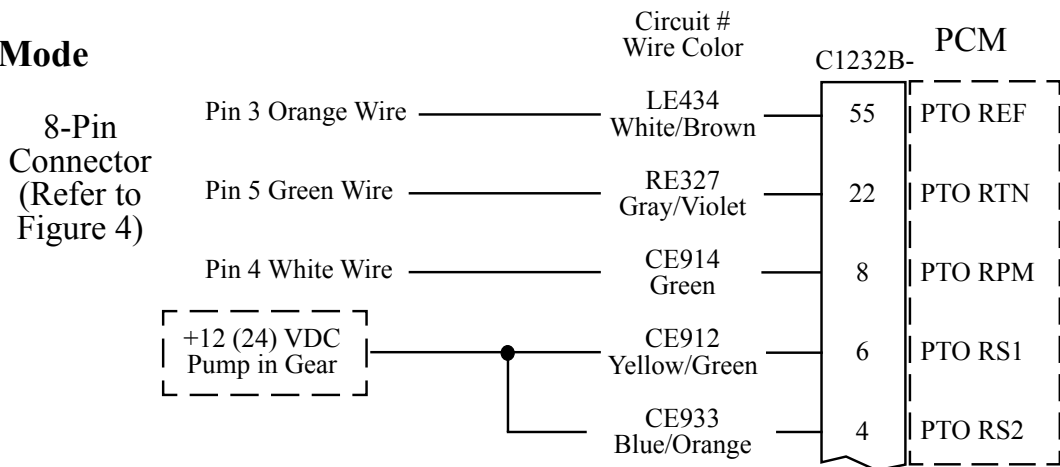 Circuit #
Wire Color
C1232B-
PCM
Mode
8-Pin
Connector
(Refer to
Figure 4)
Pin 3 Orange Wire
LE434
White/Brown
55
PTO REF
Pin 5 Green Wire
RE327
Gray/Violet
22
PTO RTN
Pin 4 White Wire
CE914
Green
8
PTO RPM
+12 (24) VDC
Pump in Gear
CE912
Yellow/Green
6
PTO RS1
CE933
Blue/Orange
4
PTO RS2